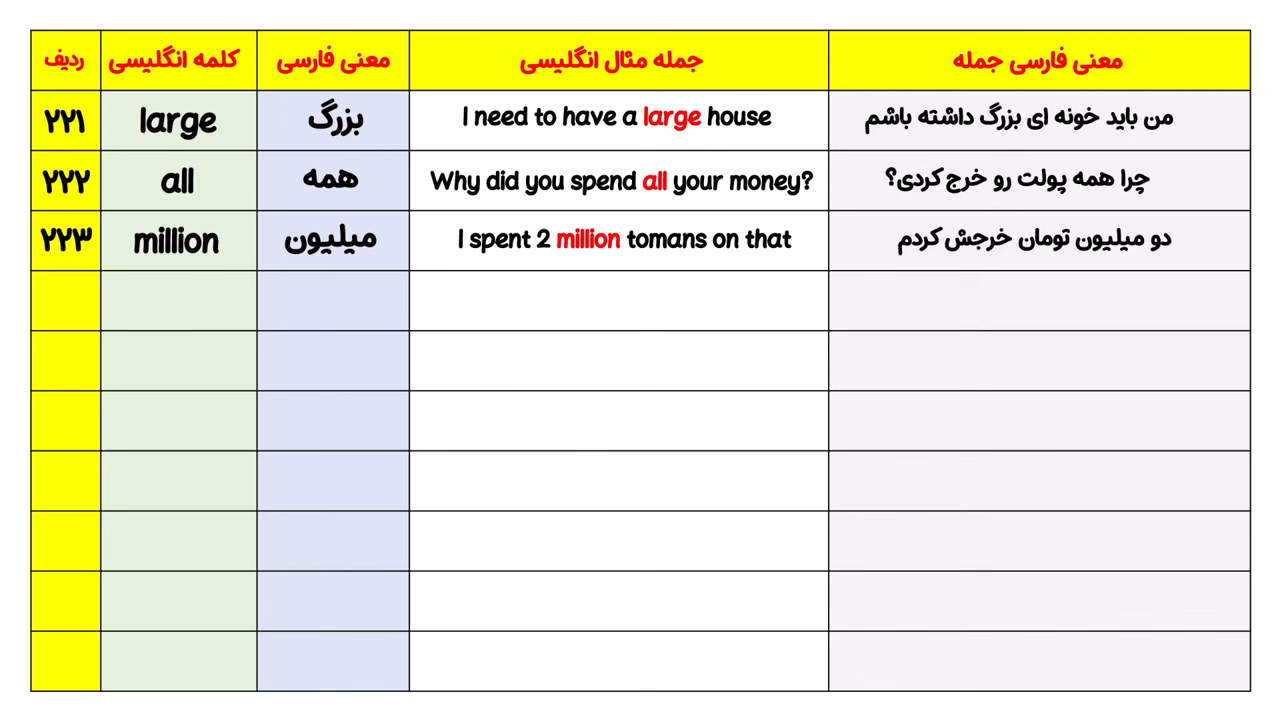 ردیف کلمه انگلیسی معنی فارسی جمله مثال انگلیسی معنی فارسی جمله
۲۲۱ large بزرگ I need to have a large house من باید خونه ای بزرگ داشته باشم
۲۲۲ all همه Why did you spend all your money? چرا همه پولت رو خرج کردی؟
۲۲۳ million میلیون I spent 2 million tomans on that دو میلیون تومان خرجش کردم